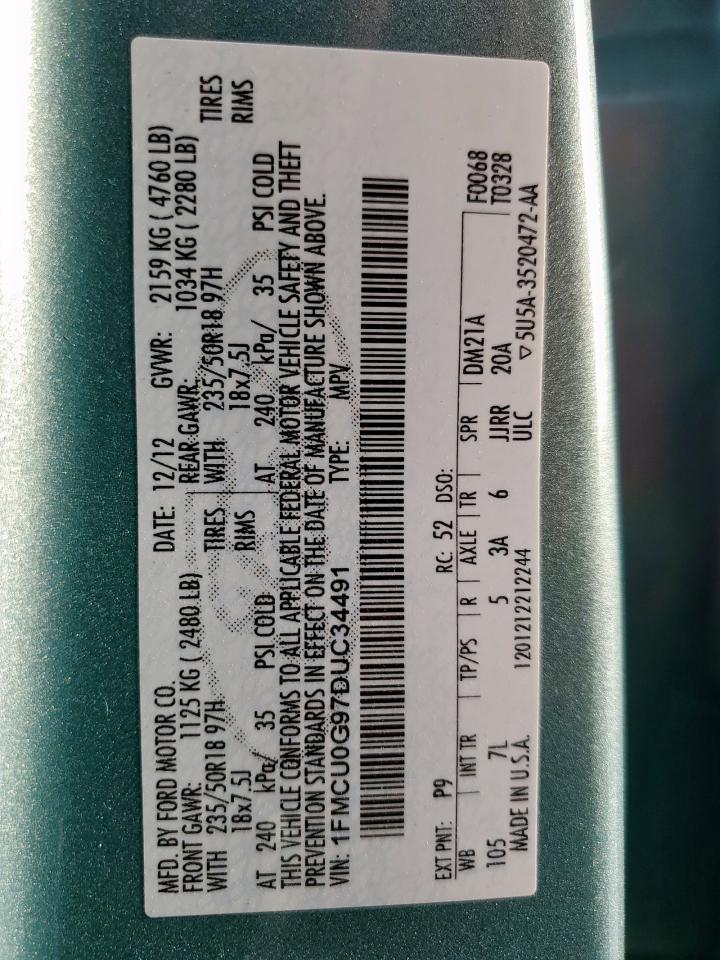 MFD. BY FORD MOTOR CO. DATE: 12/12 GVWR: 2159 KG ( 4760 LB)
FRONT GAWR: 1125 KG ( 2480 LB) REAR GAWR: 1034 KG ( 2280 LB)
WITH 235/50R18 97H TIRES WITH 235/50R18 97H TIRES
18x7.5J RIMS 18x7.5J RIMS
AT 240 kPa/ 35 PSI COLD AT 240 kPa/ 35 PSI COLD
THIS VEHICLE CONFORMS TO ALL APPLICABLE FEDERAL MOTOR VEHICLE SAFETY AND THEFT
PREVENTION STANDARDS IN EFFECT ON THE DATE OF MANUFACTURE SHOWN ABOVE.
VIN: 1FMCU0G97DUC34491 TYPE: MPV
EXT PNT: P9 RC: 52 DSO: F0068
WB INT TR TP/PS R AXLE TR SPR DM21A T0328
105 7L 5 3A 6 JJRR 20A
MADE IN U.S.A. 1201212212244 ULC ▽ 5U5A-3520472-AA